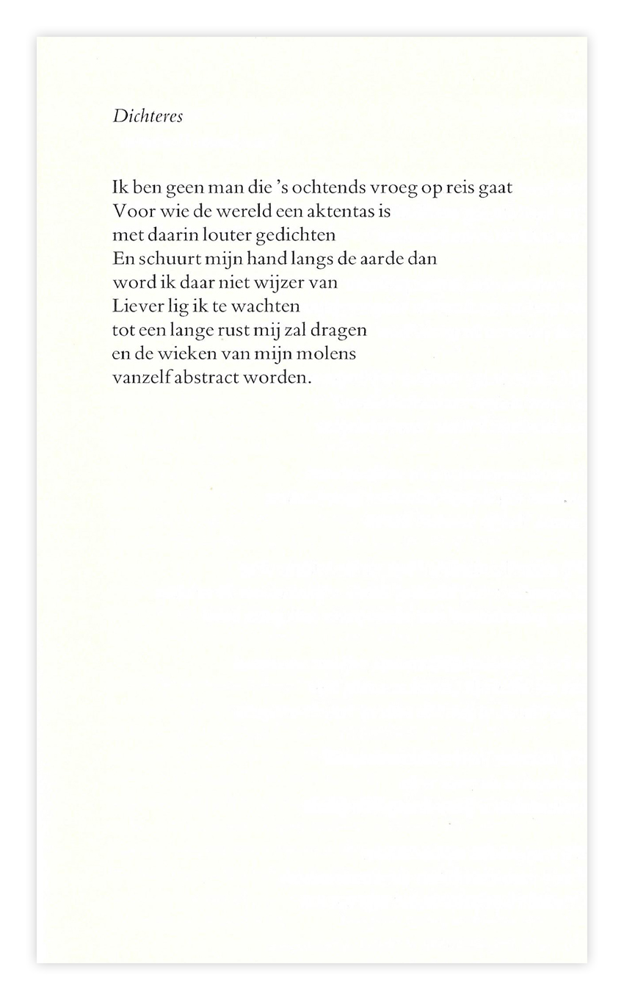 Dichteres
Ik ben geen man die ’s ochtends vroeg op reis gaat
Voor wie de wereld een aktentas is
met daarin louter gedichten
En schuurt mijn hand langs de aarde dan
word ik daar niet wijzer van
Liever lig ik te wachten
tot een lange rust mij zal dragen
en de wieken van mijn molens
vanzelf abstract worden.